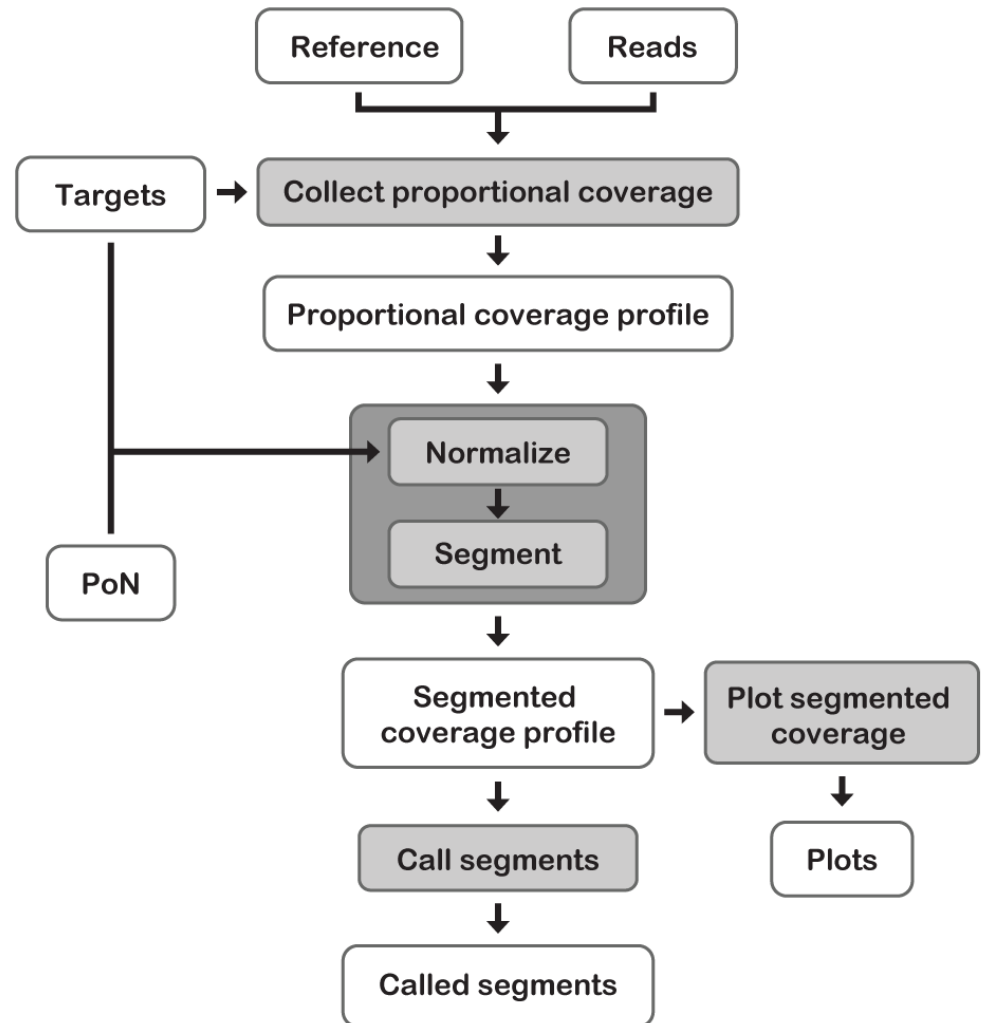 Reference
Reads
Targets
Collect proportional coverage
Proportional coverage profile
Normalize
Segment
PoN
Segmented
coverage profile
Plot segmented
coverage
Call segments
Plots
Called segments